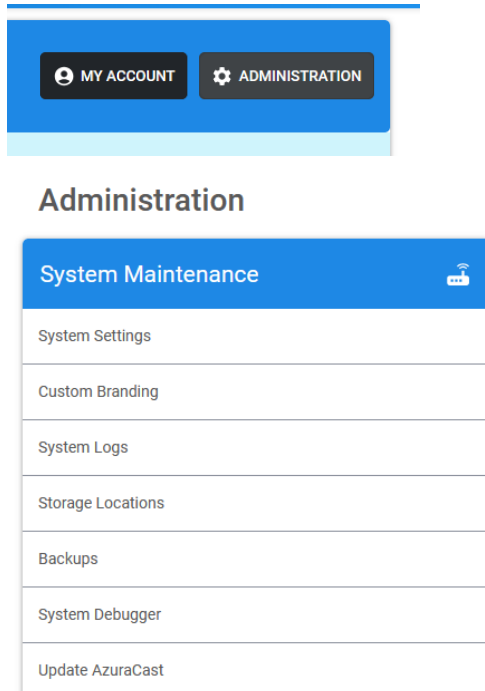 MY ACCOUNT ADMINISTRATION
Administration
System Maintenance
System Settings
Custom Branding
System Logs
Storage Locations
Backups
System Debugger
Update AzuraCast